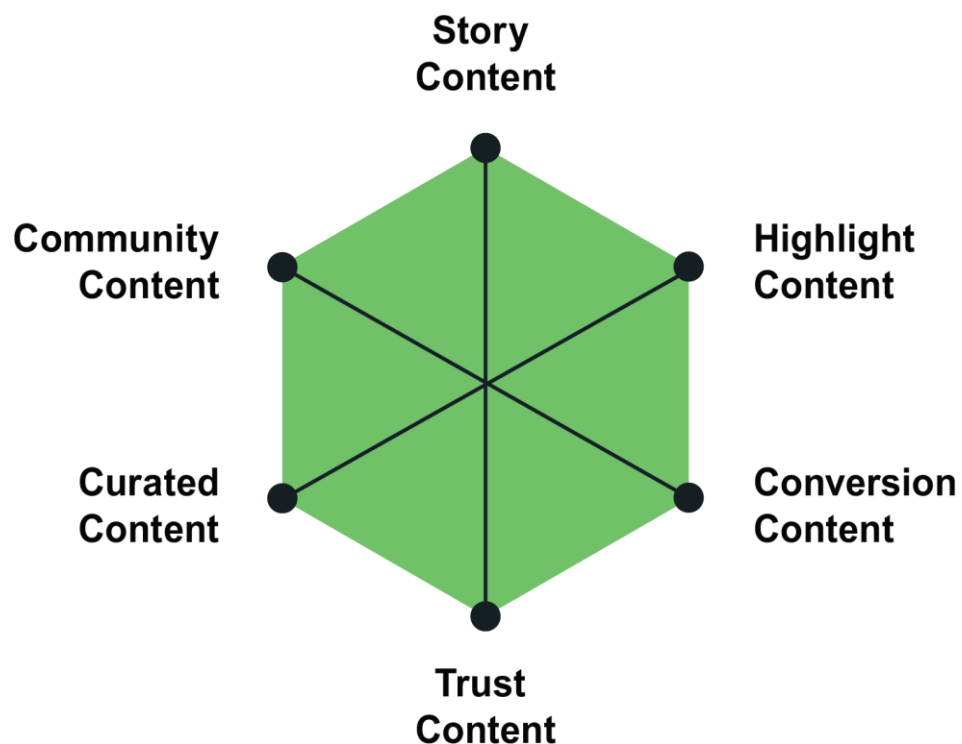 Story
Content
Community
Content
Highlight
Content
Curated
Content
Conversion
Content
Trust
Content